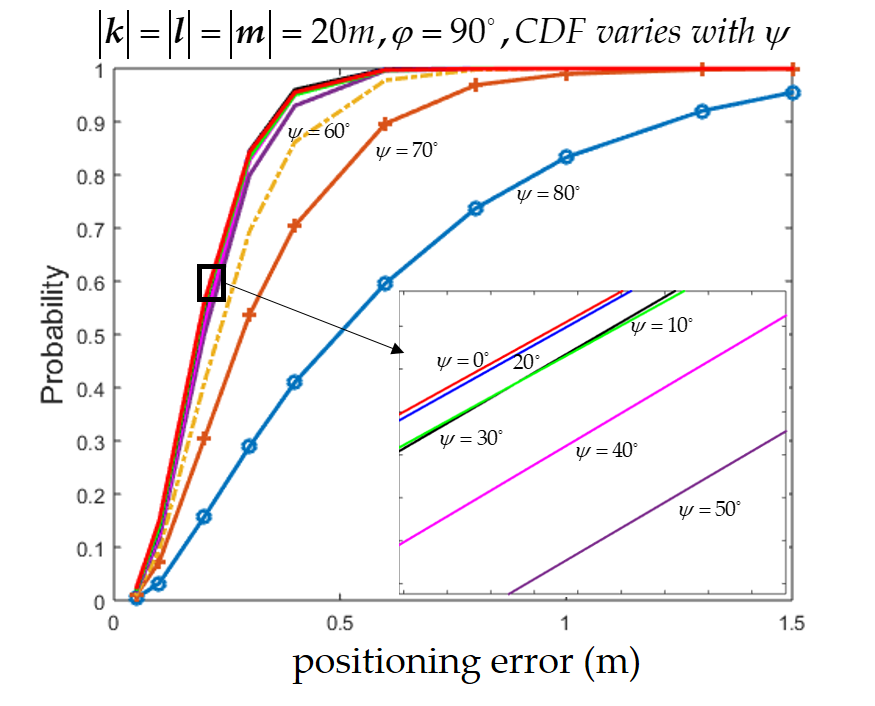 |k| = |l| = |m| = 20m, φ = 90°, CDF varies with ψ
1
0.9
0.8
0.7
0.6
0.5
0.4
0.3
0.2
0.1
0
Probability
ψ = 60°
ψ = 70°
ψ = 80°
ψ = 10°
ψ = 0°
20°
ψ = 30°
ψ = 40°
ψ = 50°
0
0.5
1
1.5
positioning error (m)